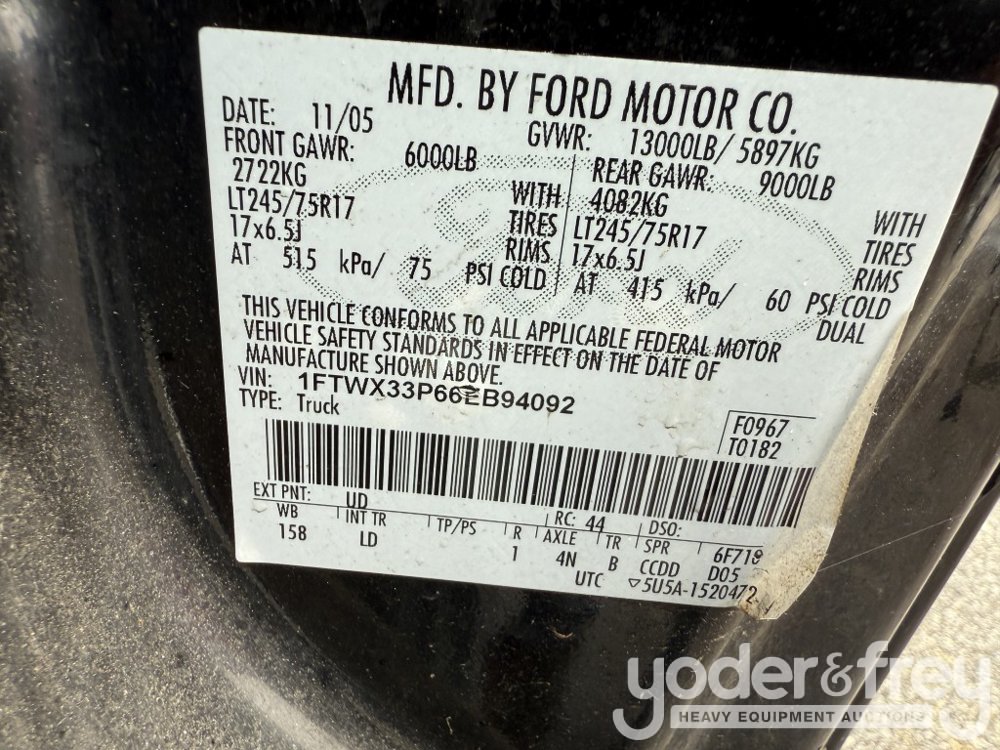 MFD. BY FORD MOTOR CO.
DATE: 11/05 GVWR: 13000LB/ 5897KG
FRONT GAWR: 6000LB REAR GAWR: 9000LB
2722KG WITH 4082KG WITH
LT245/75R17 TIRES LT245/75R17 TIRES
17x6.5J RIMS 17x6.5J RIMS
AT 515 kPa/ 75 PSI COLD AT 415 kPa/ 60 PSI COLD
DUAL
THIS VEHICLE CONFORMS TO ALL APPLICABLE FEDERAL MOTOR
VEHICLE SAFETY STANDARDS IN EFFECT ON THE DATE OF
MANUFACTURE SHOWN ABOVE.
VIN: 1FTWX33P66EB94092
TYPE: Truck
F0967
T0182
EXT PNT: UD RC: 44 DSO:
WB INT TR TP/PS R AXLE TR SPR 6F719
158 LD 1 4N B CCDD D05
UTC ▽5U5A-1520472
yoder&frey
HEAVY EQUIPMENT AUCTIONS